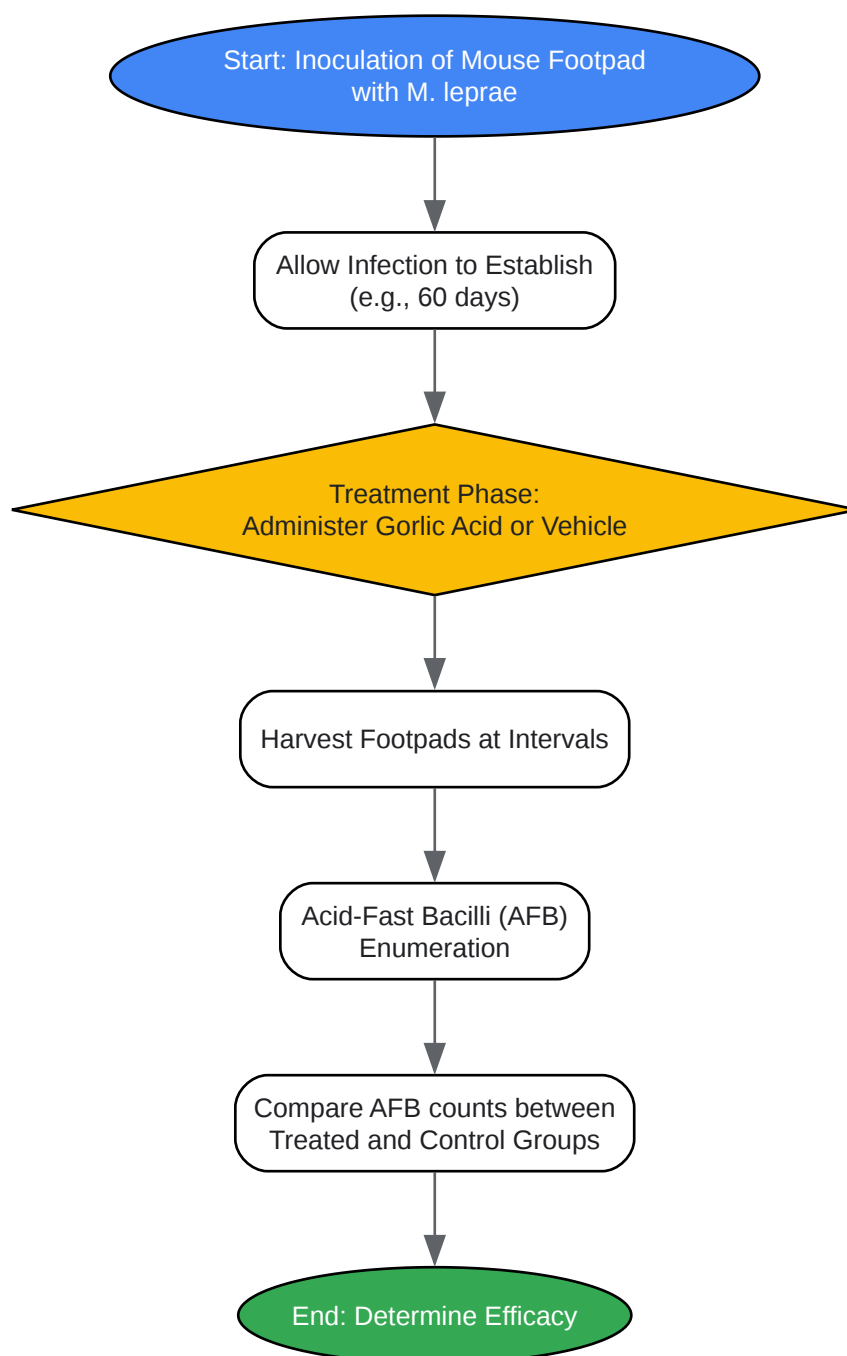 Start: Inoculation of Mouse Footpad
with M. leprae
Allow Infection to Establish
(e.g., 60 days)
Treatment Phase:
Administer Gorlic Acid or Vehicle
Harvest Footpads at Intervals
Acid-Fast Bacilli (AFB)
Enumeration
Compare AFB counts between
Treated and Control Groups
End: Determine Efficacy